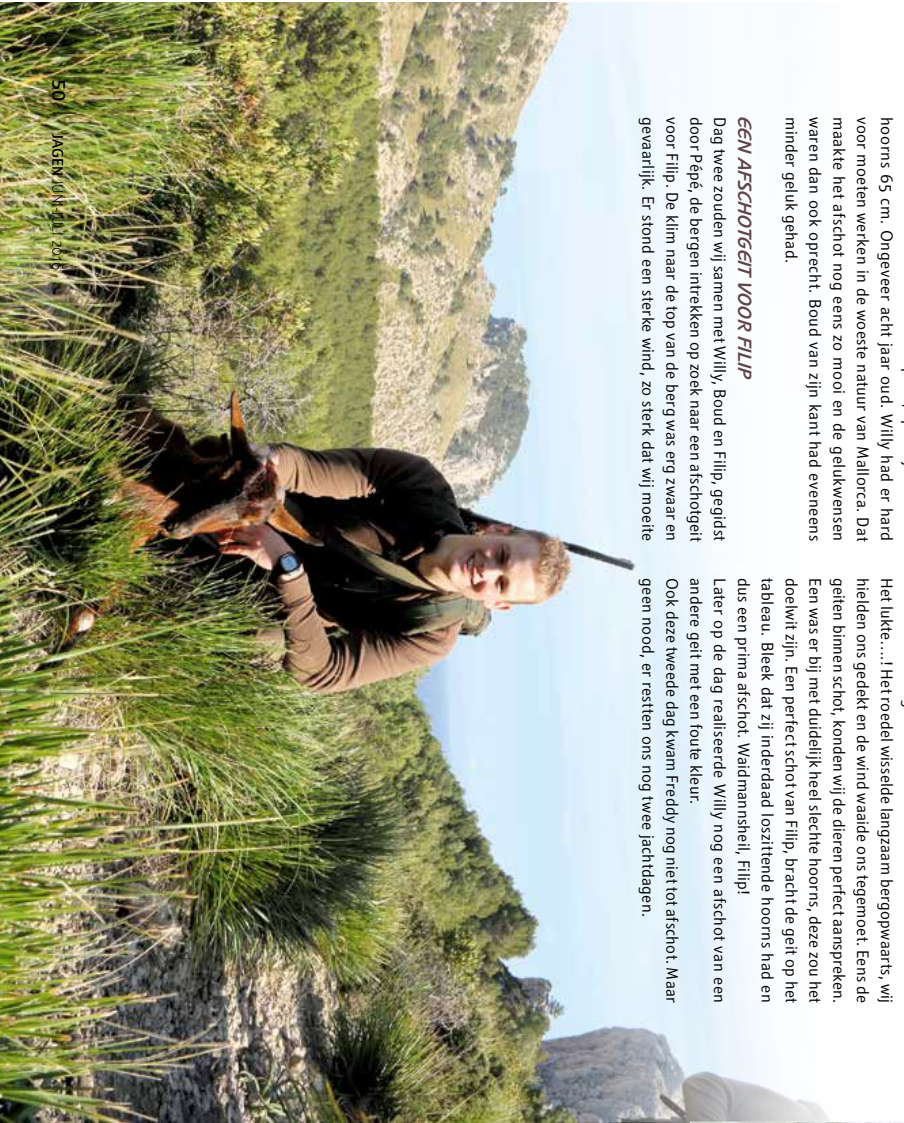 hoorns 65 cm. Ongeveer acht jaar oud. Willy had er hard
voor moeten werken in de woeste natuur van Mallorca. Dat
maakte het afschot nog eens zo mooi en de gelukwensen
waren dan ook oprecht. Boud van zijn kant had eveneens
minder geluk gehad.
EEN AFSCHOTGEIT VOOR FILIP
Dag twee zouden wij samen met Willy, Boud en Filip, gegidst
door Pépé, de bergen intrekken op zoek naar een afschotgeit
voor Filip. De klim naar de top van de berg was erg zwaar en
gevaarlijk. Er stond een sterke wind, zo sterk dat wij moeite
Het lukte....! Het roedel wisselde langzaam bergopwaarts, wij
hielden ons gedekt en de wind waaide ons tegemoet. Eens de
geiten binnen schot, konden wij de dieren perfect aanspreken.
Een was er bij met duidelijk heel slechte hoorns, deze zou het
doelwit zijn. Een perfect schot van Filip, bracht de geit op het
tableau. Bleek dat zij inderdaad loszittende hoorns had en
dus een prima afschot. Waidmannsheil, Filip!
Later op de dag realiseerde Willy nog een afschot van een
andere geit met een foute kleur.
Ook deze tweede dag kwam Freddy nog niet tot afschot. Maar
geen nood, er restten ons nog twee jachtdagen.
50 JAGEN